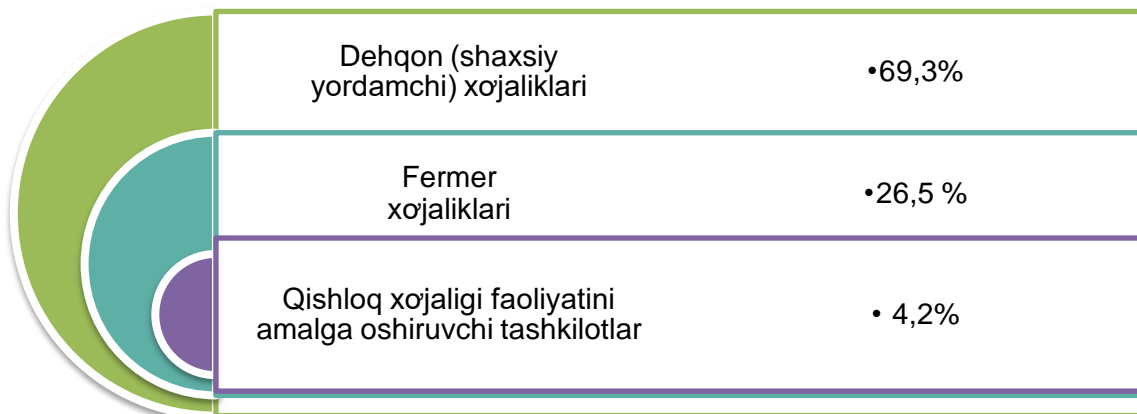 Dehqon (shaxsiy
yordamchi) xo‘jaliklari
•69,3%
Fermer
xo‘jaliklari
•26,5 %
Qishloq xo‘jaligi faoliyatini
amalga oshiruvchi tashkilotlar
• 4,2%